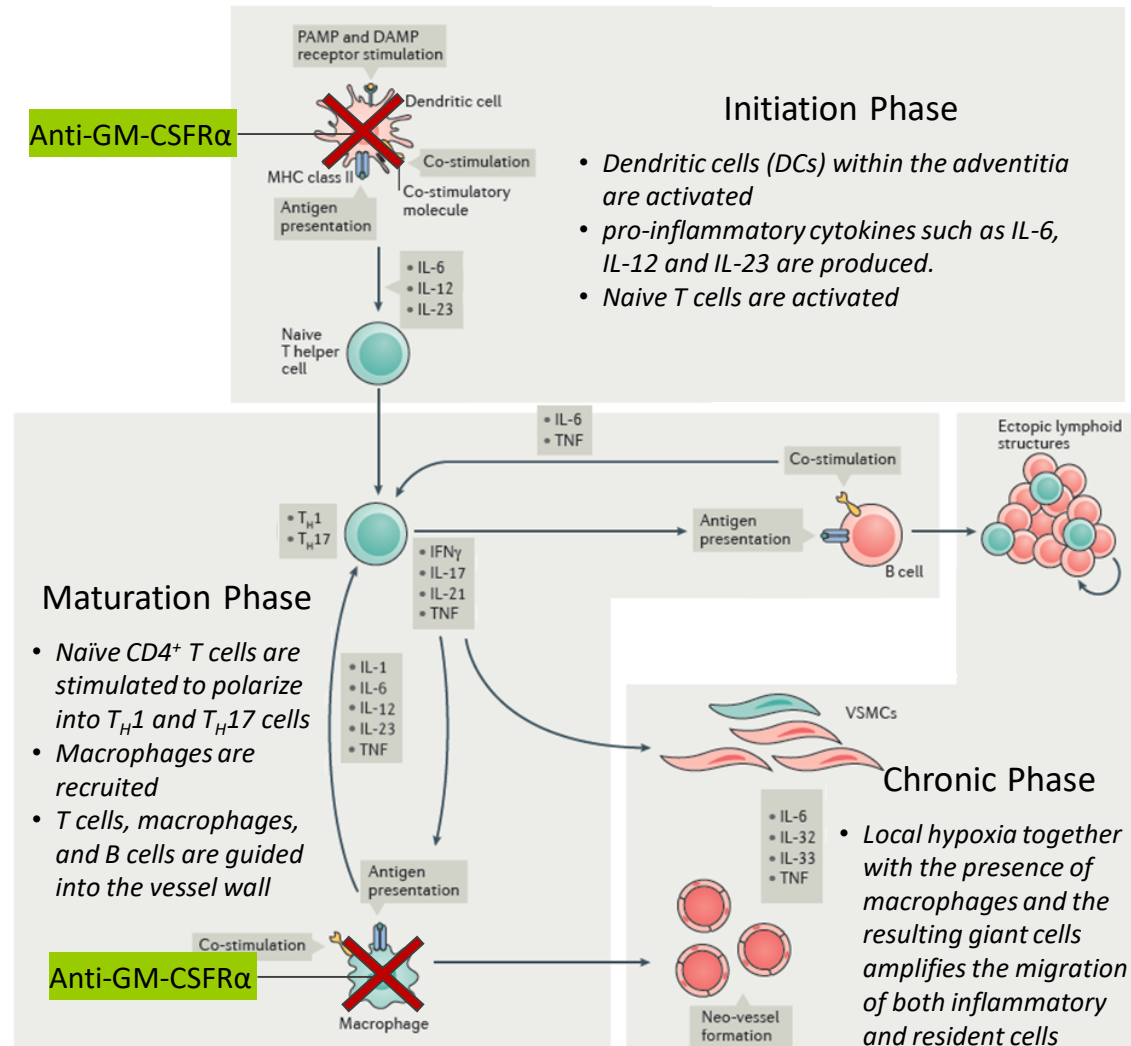 PAMP and DAMP
receptor stimulation
Dendritic cell
Anti-GM-CSFRα
Co-stimulation
MHC class II
Co-stimulatory
molecule
Antigen
presentation
• IL-6
• IL-12
• IL-23
Naive
T helper
cell
Initiation Phase
• Dendritic cells (DCs) within the adventitia
are activated
• pro-inflammatory cytokines such as IL-6,
IL-12 and IL-23 are produced.
• Naive T cells are activated
• IL-6
• TNF
Co-stimulation
Ectopic lymphoid
structures
• TH1
• TH17
Antigen
presentation
B cell
• IFNγ
• IL-17
• IL-21
• TNF
Maturation Phase
• Naïve CD4⁺ T cells are
stimulated to polarize
into TH1 and TH17 cells
• Macrophages are
recruited
• T cells, macrophages,
and B cells are guided
into the vessel wall
• IL-1
• IL-6
• IL-12
• IL-23
• TNF
Antigen
presentation
Co-stimulation
Anti-GM-CSFRα
Macrophage
VSMCs
Chronic Phase
• IL-6
• IL-32
• IL-33
• TNF
• Local hypoxia together
with the presence of
macrophages and the
resulting giant cells
amplifies the migration
of both inflammatory
and resident cells
Neo-vessel
formation